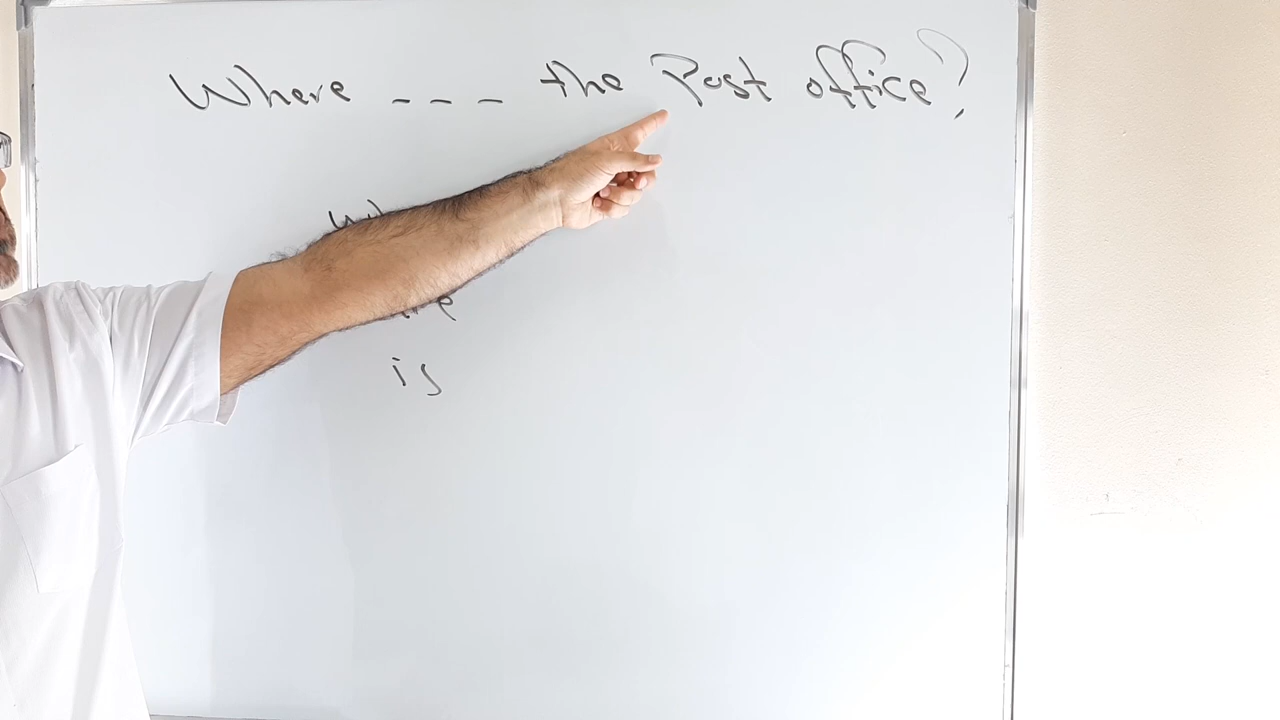 Where --- the Post office?
is